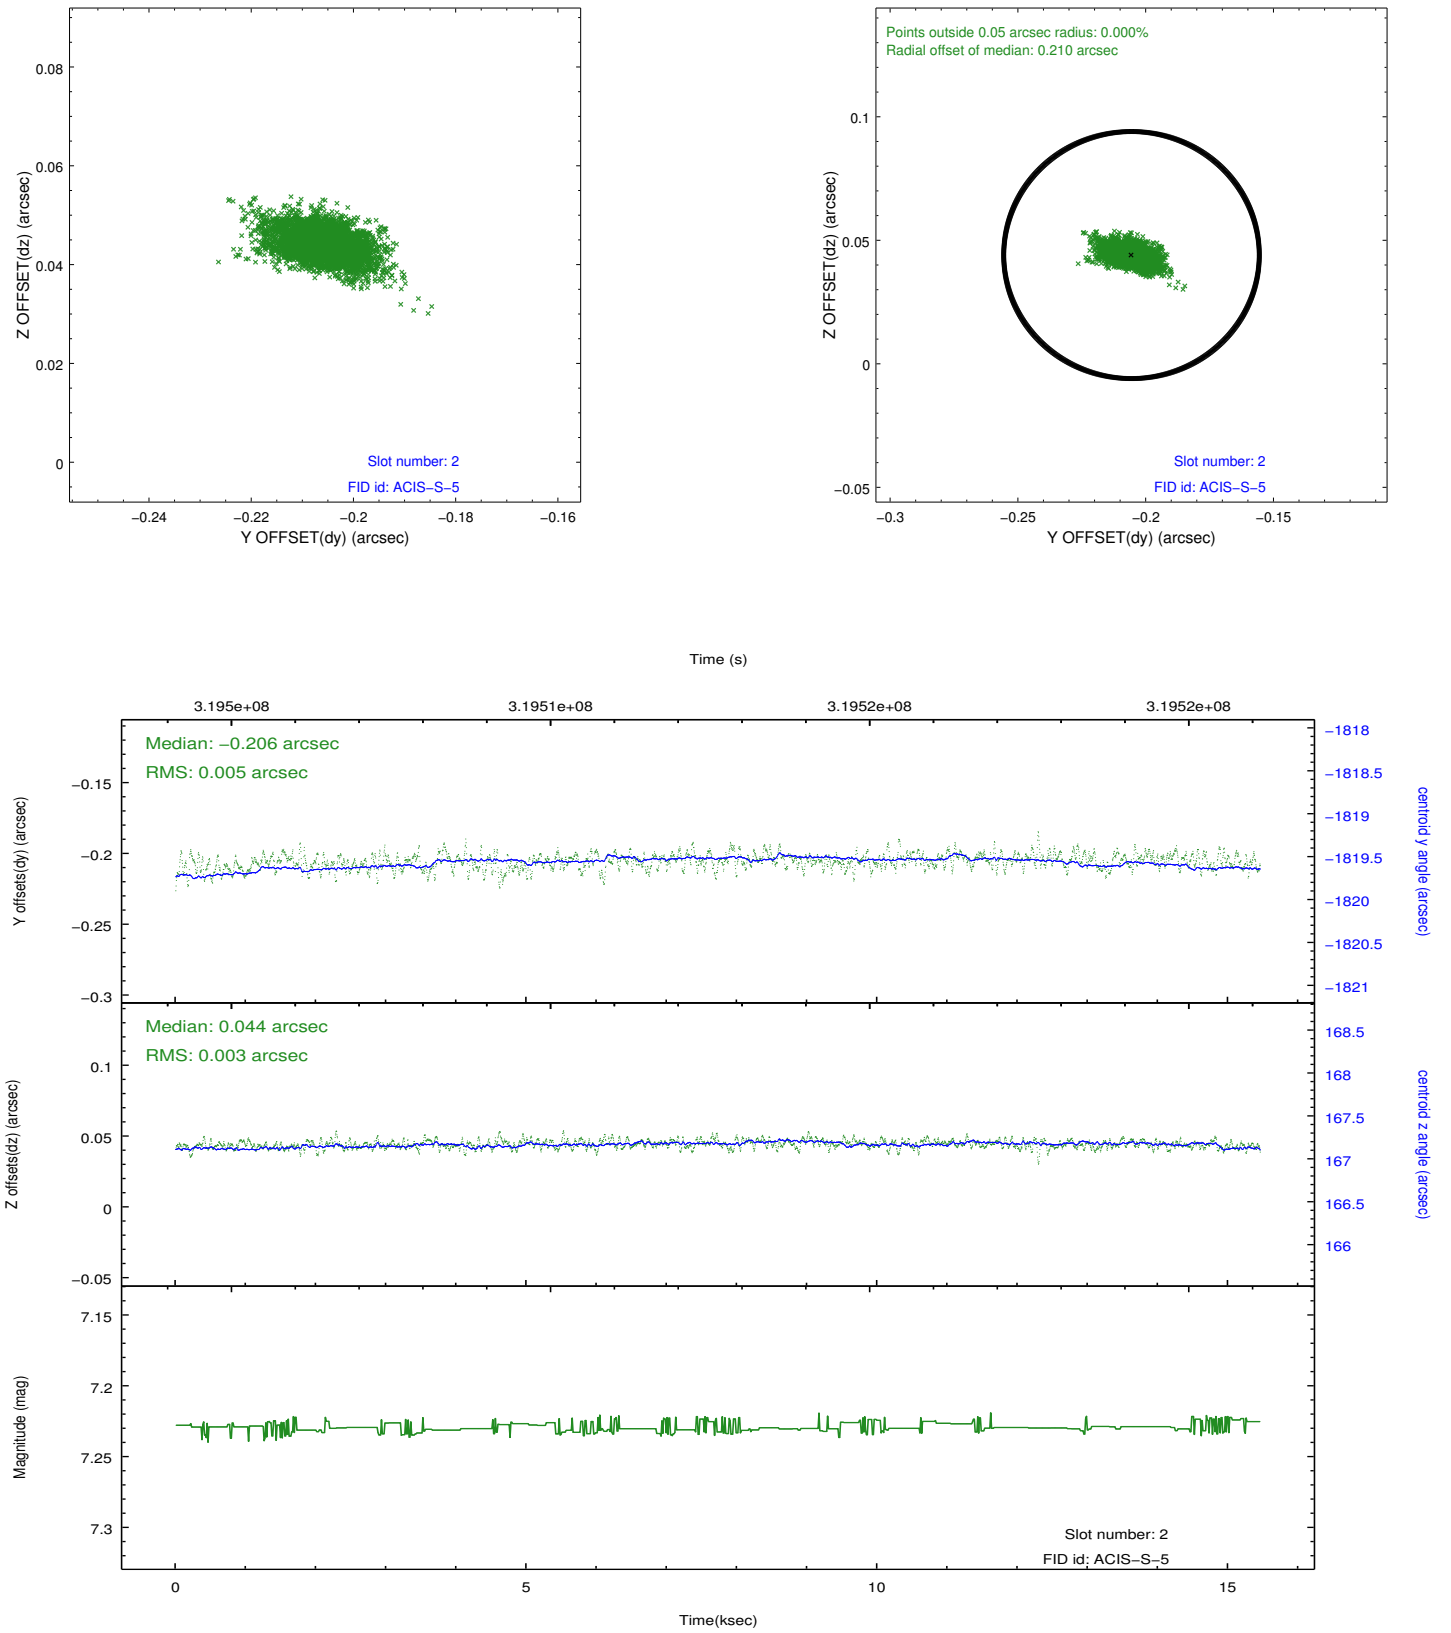 0.08
0.06
0.04
0.02
0
Z OFFSET(dz) (arcsec)
Slot number: 2
FID id: ACIS−S−5
−0.24
−0.22
−0.2
−0.18
−0.16
Y OFFSET(dy) (arcsec)
Points outside 0.05 arcsec radius: 0.000%
Radial offset of median: 0.210 arcsec
0.1
0.05
0
−0.05
Z OFFSET(dz) (arcsec)
Slot number: 2
FID id: ACIS−S−5
−0.3
−0.25
−0.2
−0.15
Y OFFSET(dy) (arcsec)
Time (s)
3.195e+08
3.1951e+08
3.1952e+08
3.1952e+08
Median: −0.206 arcsec
RMS: 0.005 arcsec
−0.15
−0.2
−0.25
−0.3
Y offsets(dy) (arcsec)
−1818
−1818.5
−1819
−1819.5
−1820
−1820.5
−1821
centroid y angle (arcsec)
Median: 0.044 arcsec
RMS: 0.003 arcsec
0.1
0.05
0
−0.05
Z offsets(dz) (arcsec)
168.5
168
167.5
167
166.5
166
centroid z angle (arcsec)
7.15
7.2
7.25
7.3
Magnitude (mag)
Slot number: 2
FID id: ACIS−S−5
0
5
10
15
Time(ksec)